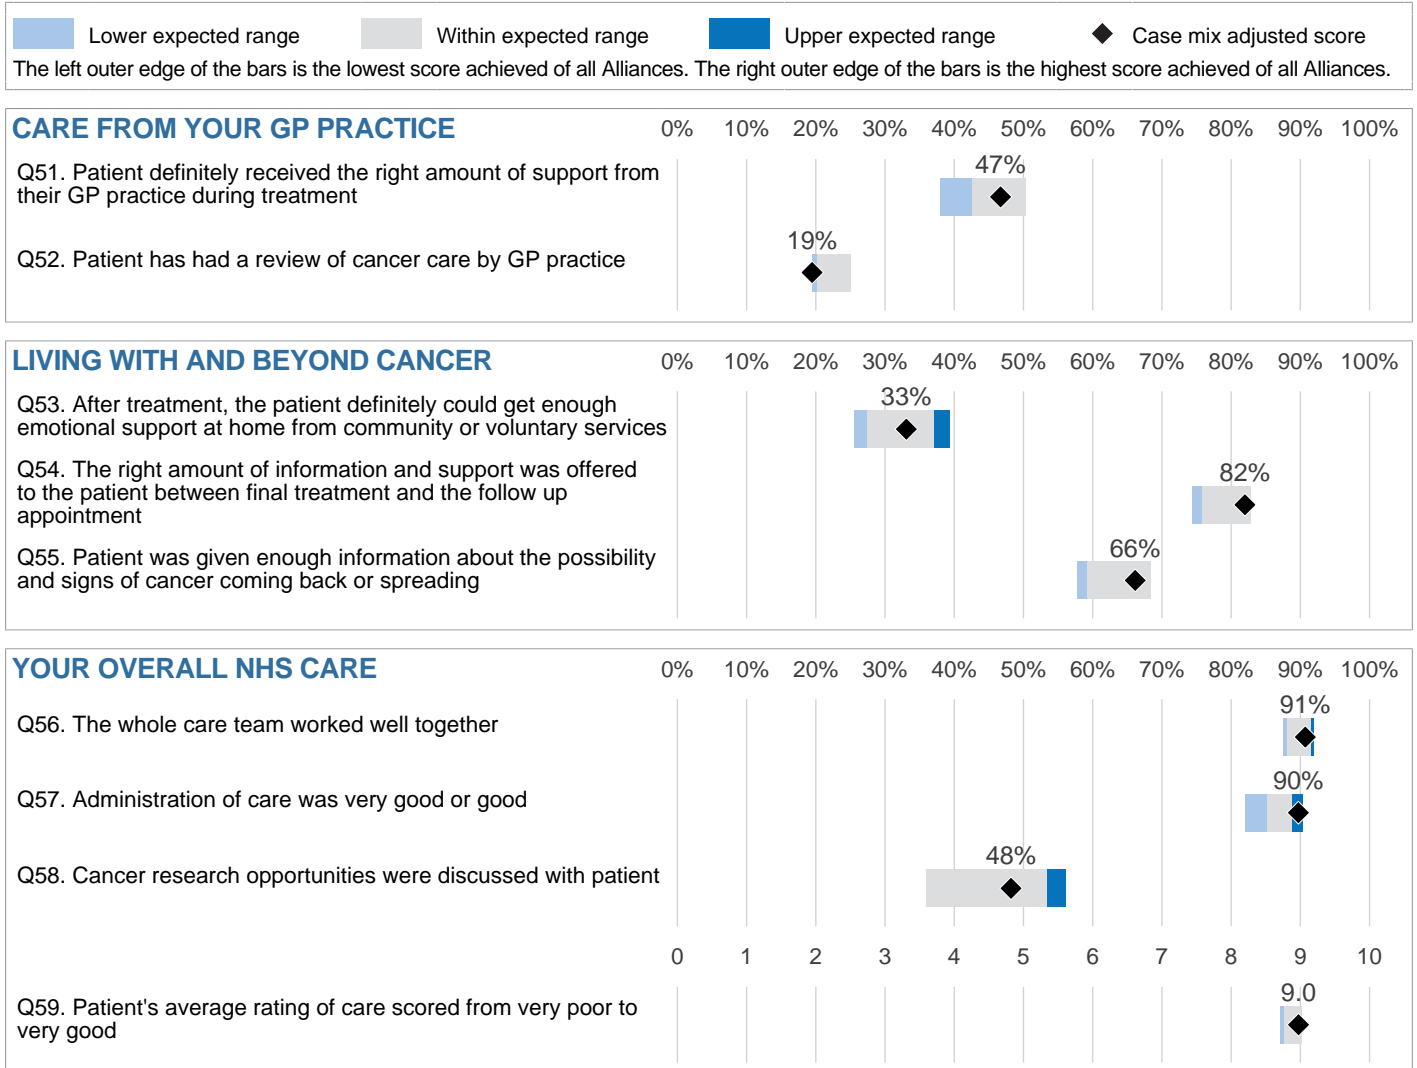 Lower expected range Within expected range Upper expected range Case mix adjusted score
The left outer edge of the bars is the lowest score achieved of all Alliances. The right outer edge of the bars is the highest score achieved of all Alliances.
CARE FROM YOUR GP PRACTICE 0% 10% 20% 30% 40% 50% 60% 70% 80% 90% 100%
Q51. Patient definitely received the right amount of support from
their GP practice during treatment
47%
Q52. Patient has had a review of cancer care by GP practice
19%
LIVING WITH AND BEYOND CANCER 0% 10% 20% 30% 40% 50% 60% 70% 80% 90% 100%
Q53. After treatment, the patient definitely could get enough
emotional support at home from community or voluntary services
33%
Q54. The right amount of information and support was offered
to the patient between final treatment and the follow up
appointment
82%
Q55. Patient was given enough information about the possibility
and signs of cancer coming back or spreading
66%
YOUR OVERALL NHS CARE 0% 10% 20% 30% 40% 50% 60% 70% 80% 90% 100%
Q56. The whole care team worked well together
91%
Q57. Administration of care was very good or good
90%
Q58. Cancer research opportunities were discussed with patient
48%
0 1 2 3 4 5 6 7 8 9 10
Q59. Patient's average rating of care scored from very poor to
very good
9.0